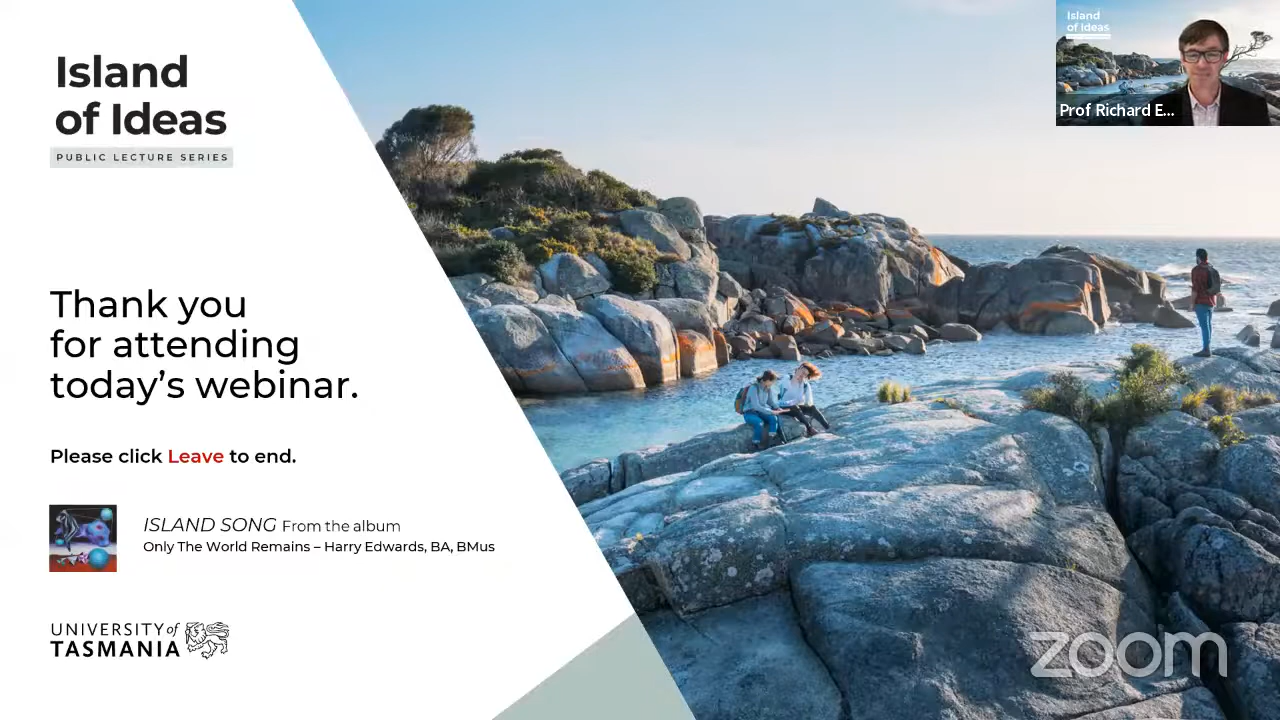 Island
of Ideas
PUBLIC LECTURE SERIES
Thank you
for attending
today’s webinar.
Please click Leave to end.
ISLAND SONG From the album
Only The World Remains – Harry Edwards, BA, BMus
UNIVERSITY of
TASMANIA
Island
of Ideas
Prof Richard E...
zoom